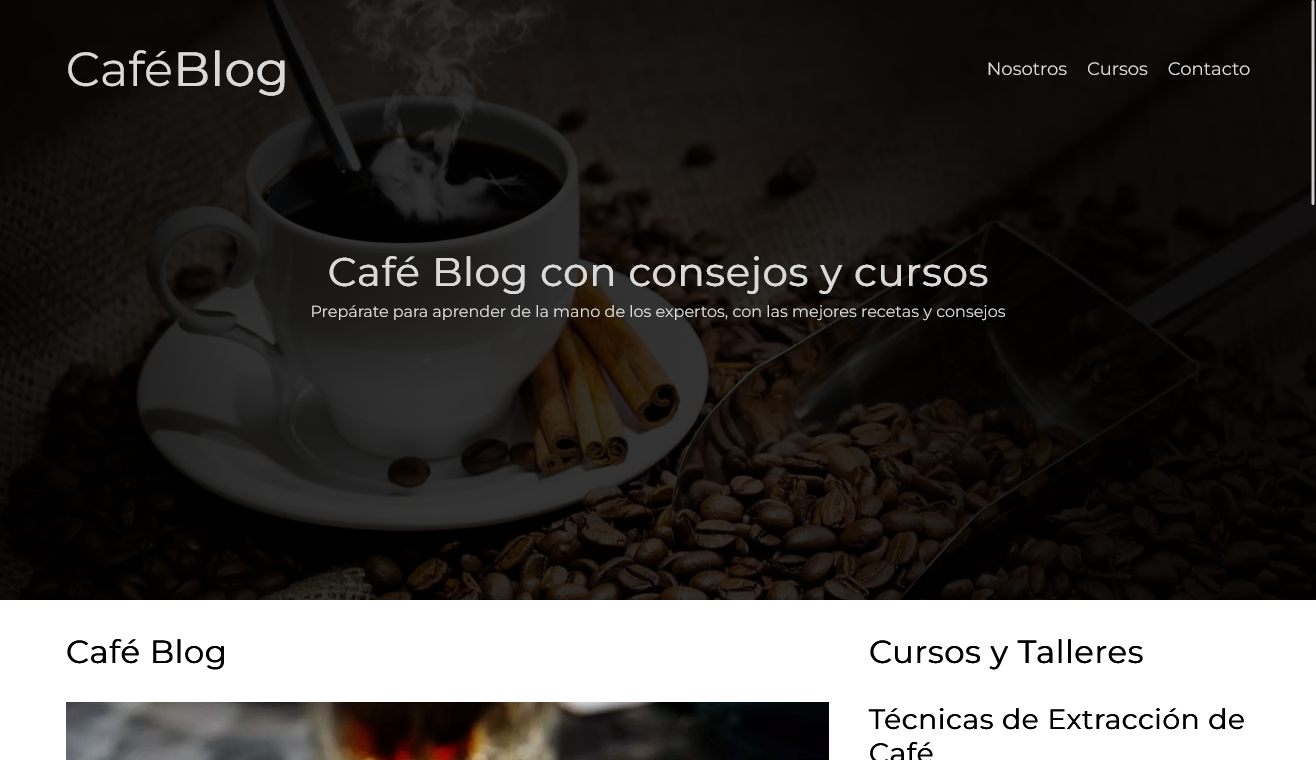 CaféBlog
Nosotros Cursos Contacto
Café Blog con consejos y cursos
Prepárate para aprender de la mano de los expertos, con las mejores recetas y consejos
Café Blog
Cursos y Talleres
Técnicas de Extracción de
Café